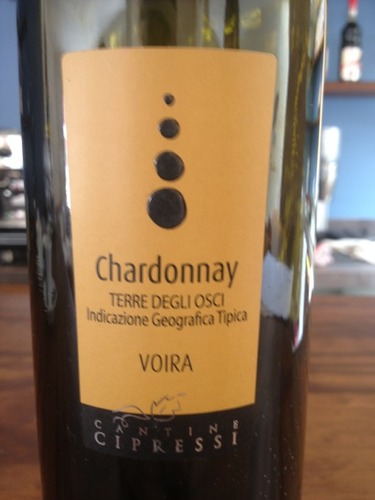 Chardonnay
TERRE DEGLI OSCI
Indicazione Geografica Tipica
VOIRA
CANTINE
CIPRESSI